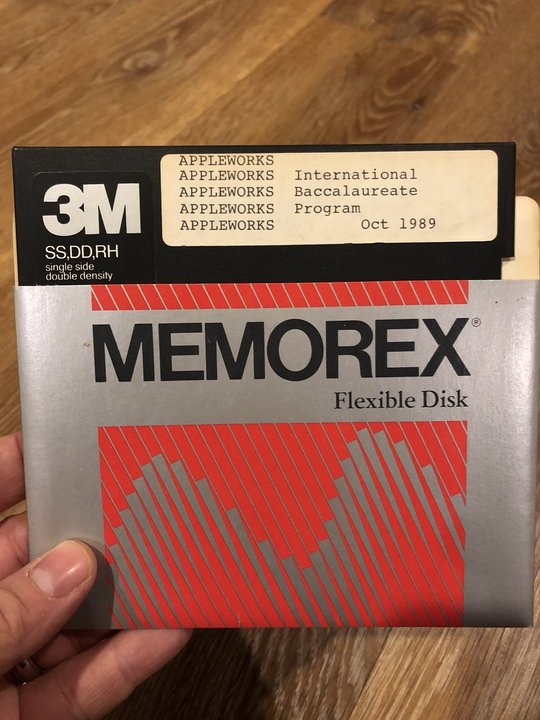 3M
SS,DD,RH
single side
double density
APPLEWORKS
APPLEWORKS International
APPLEWORKS Baccalaureate
APPLEWORKS Program
APPLEWORKS Oct 1989
MEMOREX®
Flexible Disk